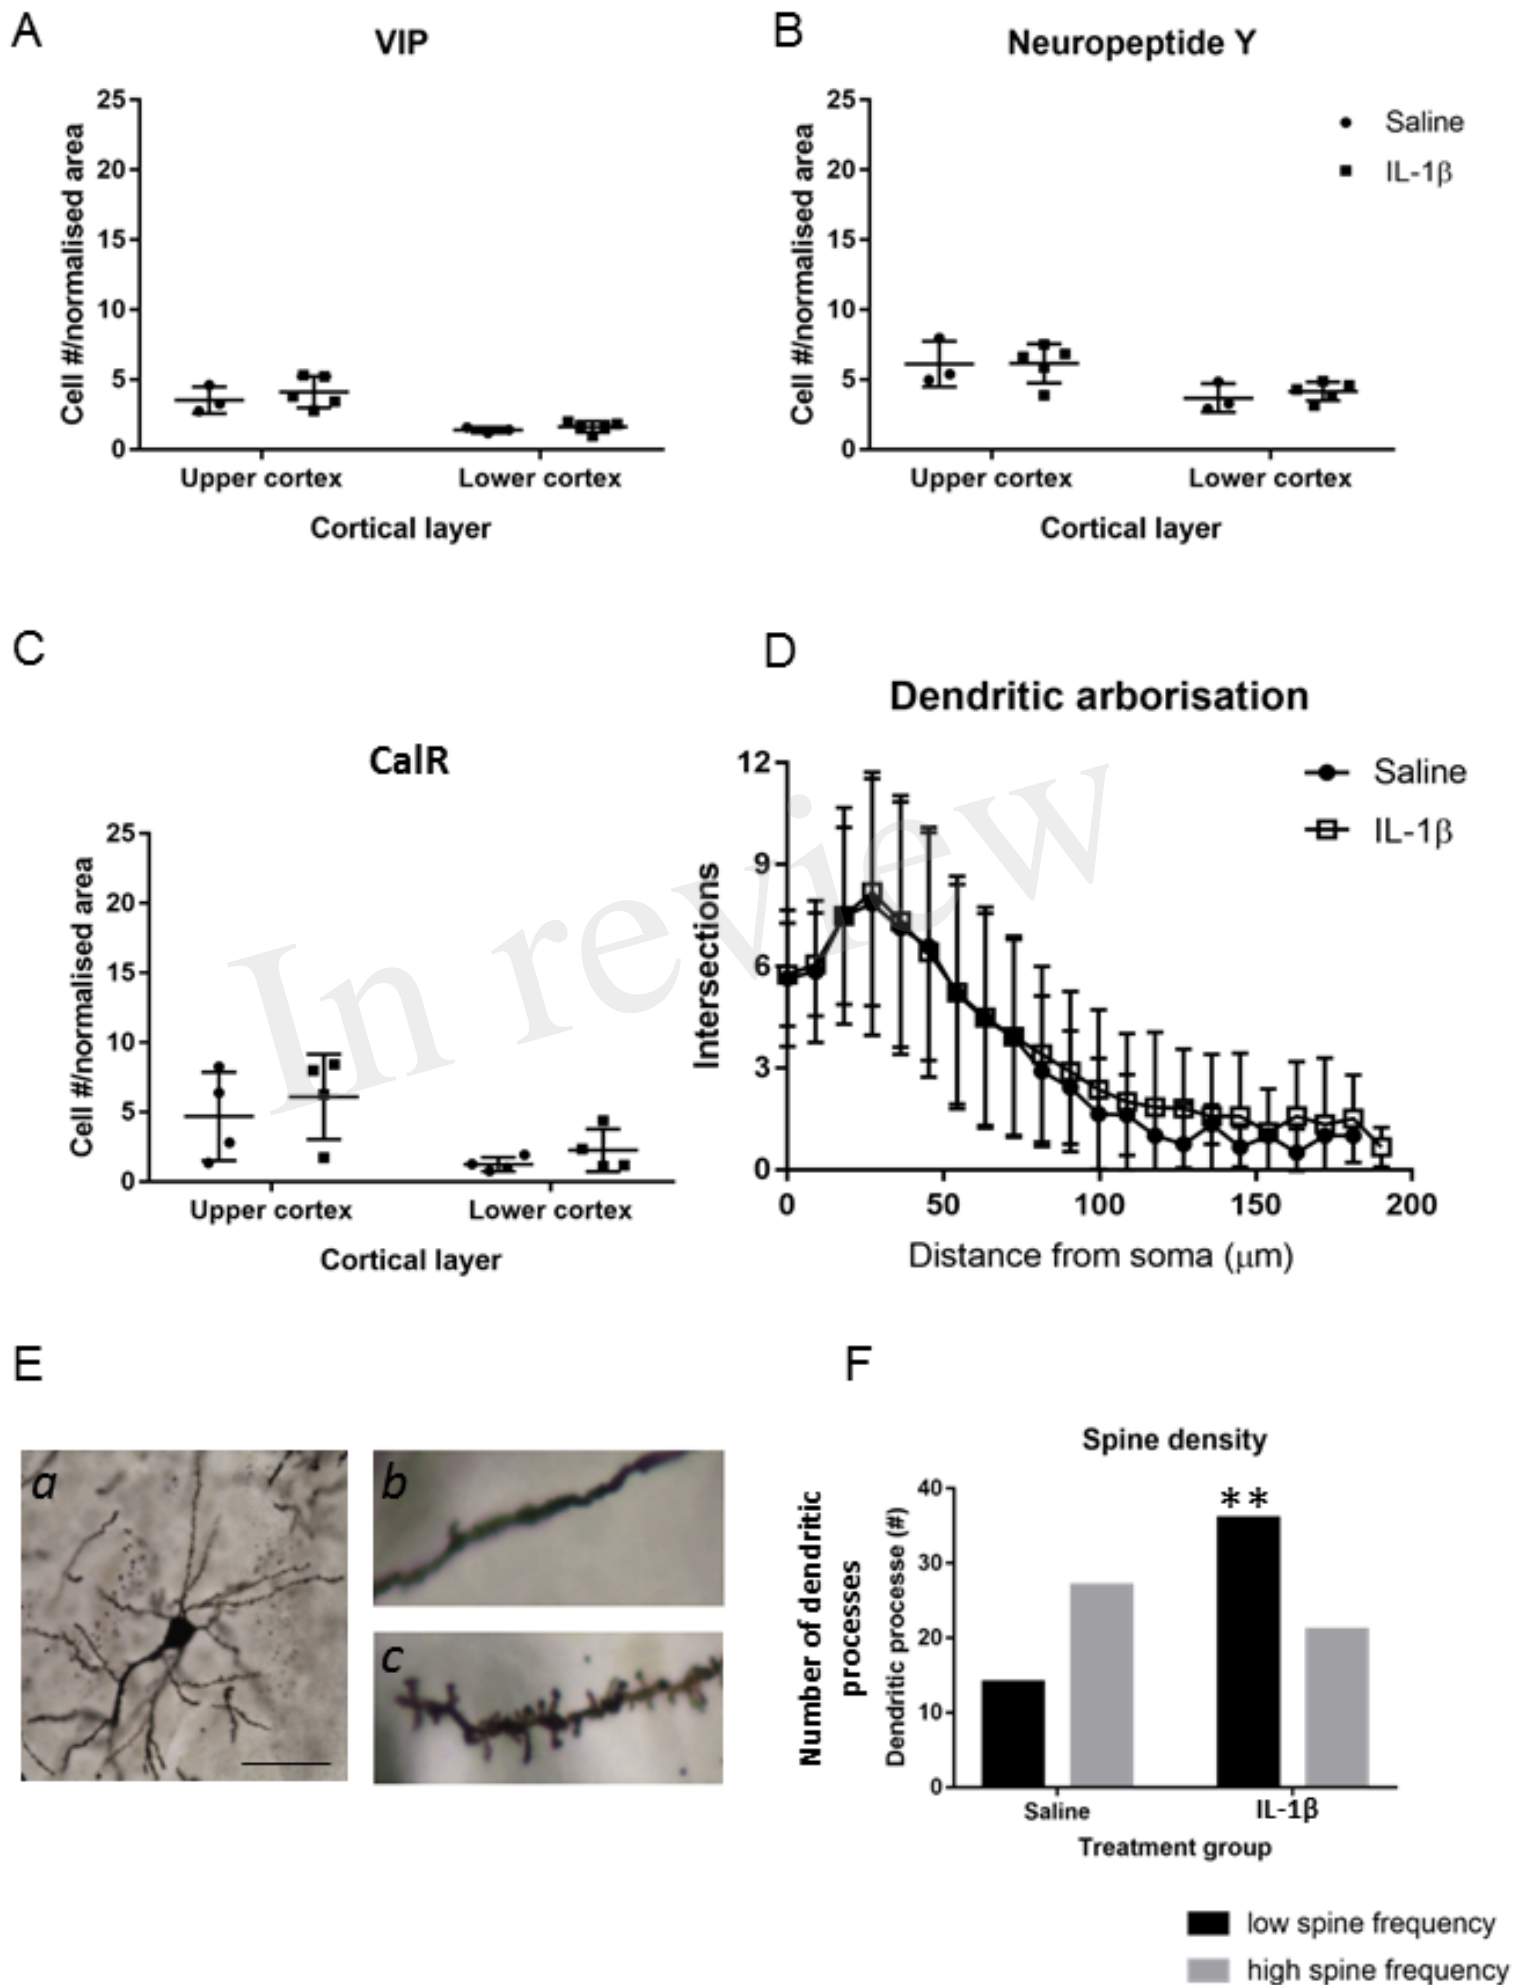 A
VIP
25
20
15
10
5
0
Cell #/normalised area
Upper cortex
Lower cortex
Cortical layer
B
Neuropeptide Y
25
20
15
10
5
0
Cell #/normalised area
Saline
IL-1β
Upper cortex
Lower cortex
Cortical layer
C
CalR
25
20
15
10
5
0
Cell #/normalised area
Upper cortex
Lower cortex
Cortical layer
D
Dendritic arborisation
12
9
6
3
0
Intersections
Saline
IL-1β
0
50
100
150
200
Distance from soma (μm)
In review
E
a
b
c
F
Spine density
Number of dendritic
processes
Dendritic processe (#)
40
30
20
10
0
**
Saline
IL-1β
Treatment group
low spine frequency
high spine frequency